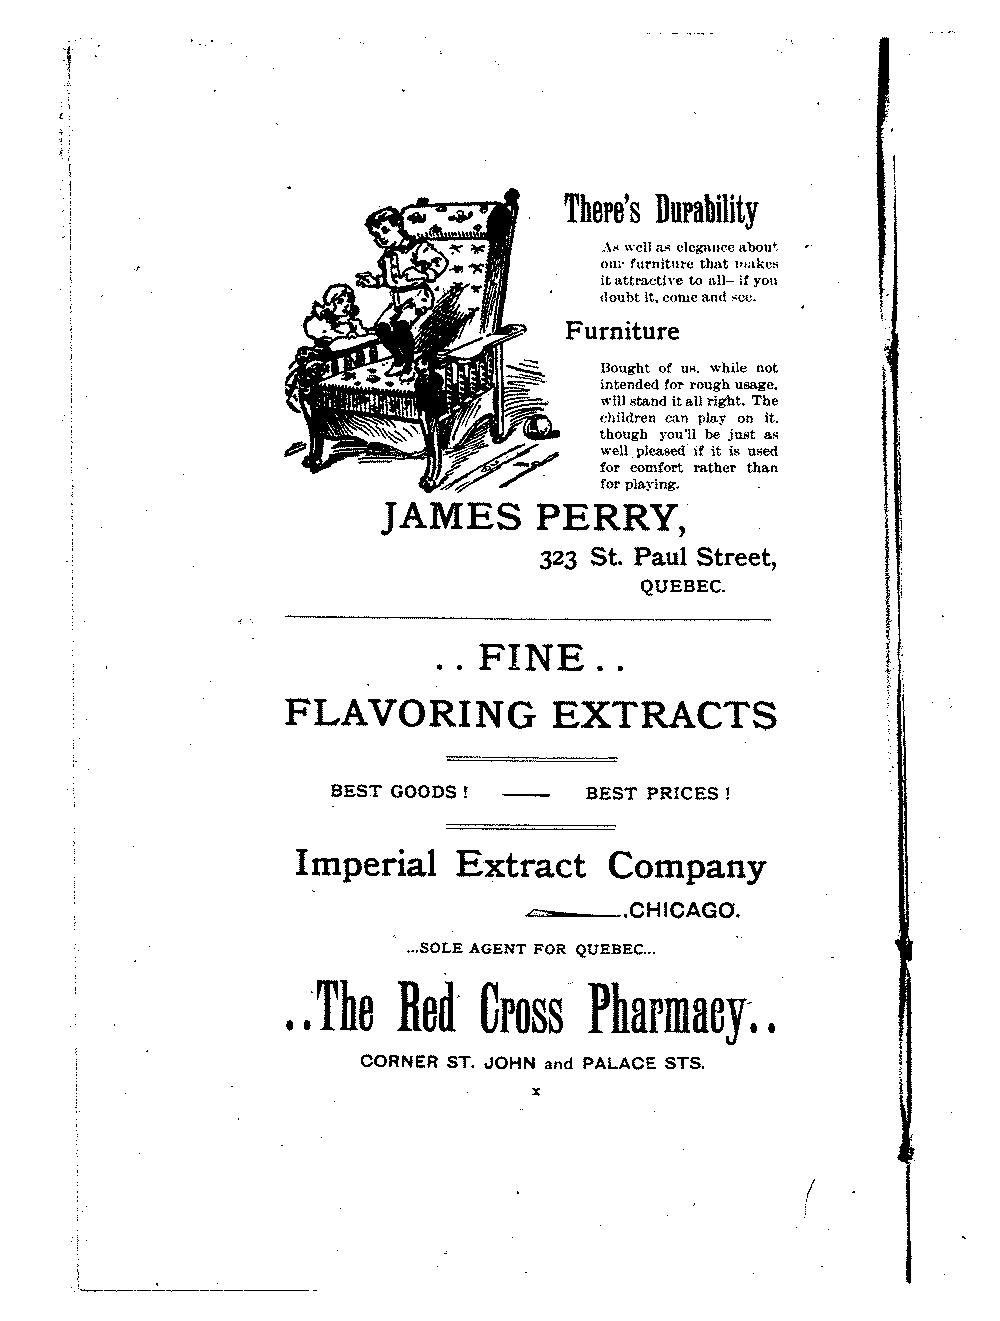 There's Durability
As well as elegance about
our furniture that makes
it attractive to all– if you
doubt it, come and see.
Furniture
Bought of us, while not
intended for rough usage,
will stand it all right. The
children can play on it,
though you'll be just as
well pleased if it is used
for comfort rather than
for playing.
JAMES PERRY,
323 St. Paul Street,
QUEBEC.
..FINE..
FLAVORING EXTRACTS
BEST GOODS! — BEST PRICES!
Imperial Extract Company
.CHICAGO.
...SOLE AGENT FOR QUEBEC...
..The Red Cross Pharmacy..
CORNER ST. JOHN and PALACE STS.
x